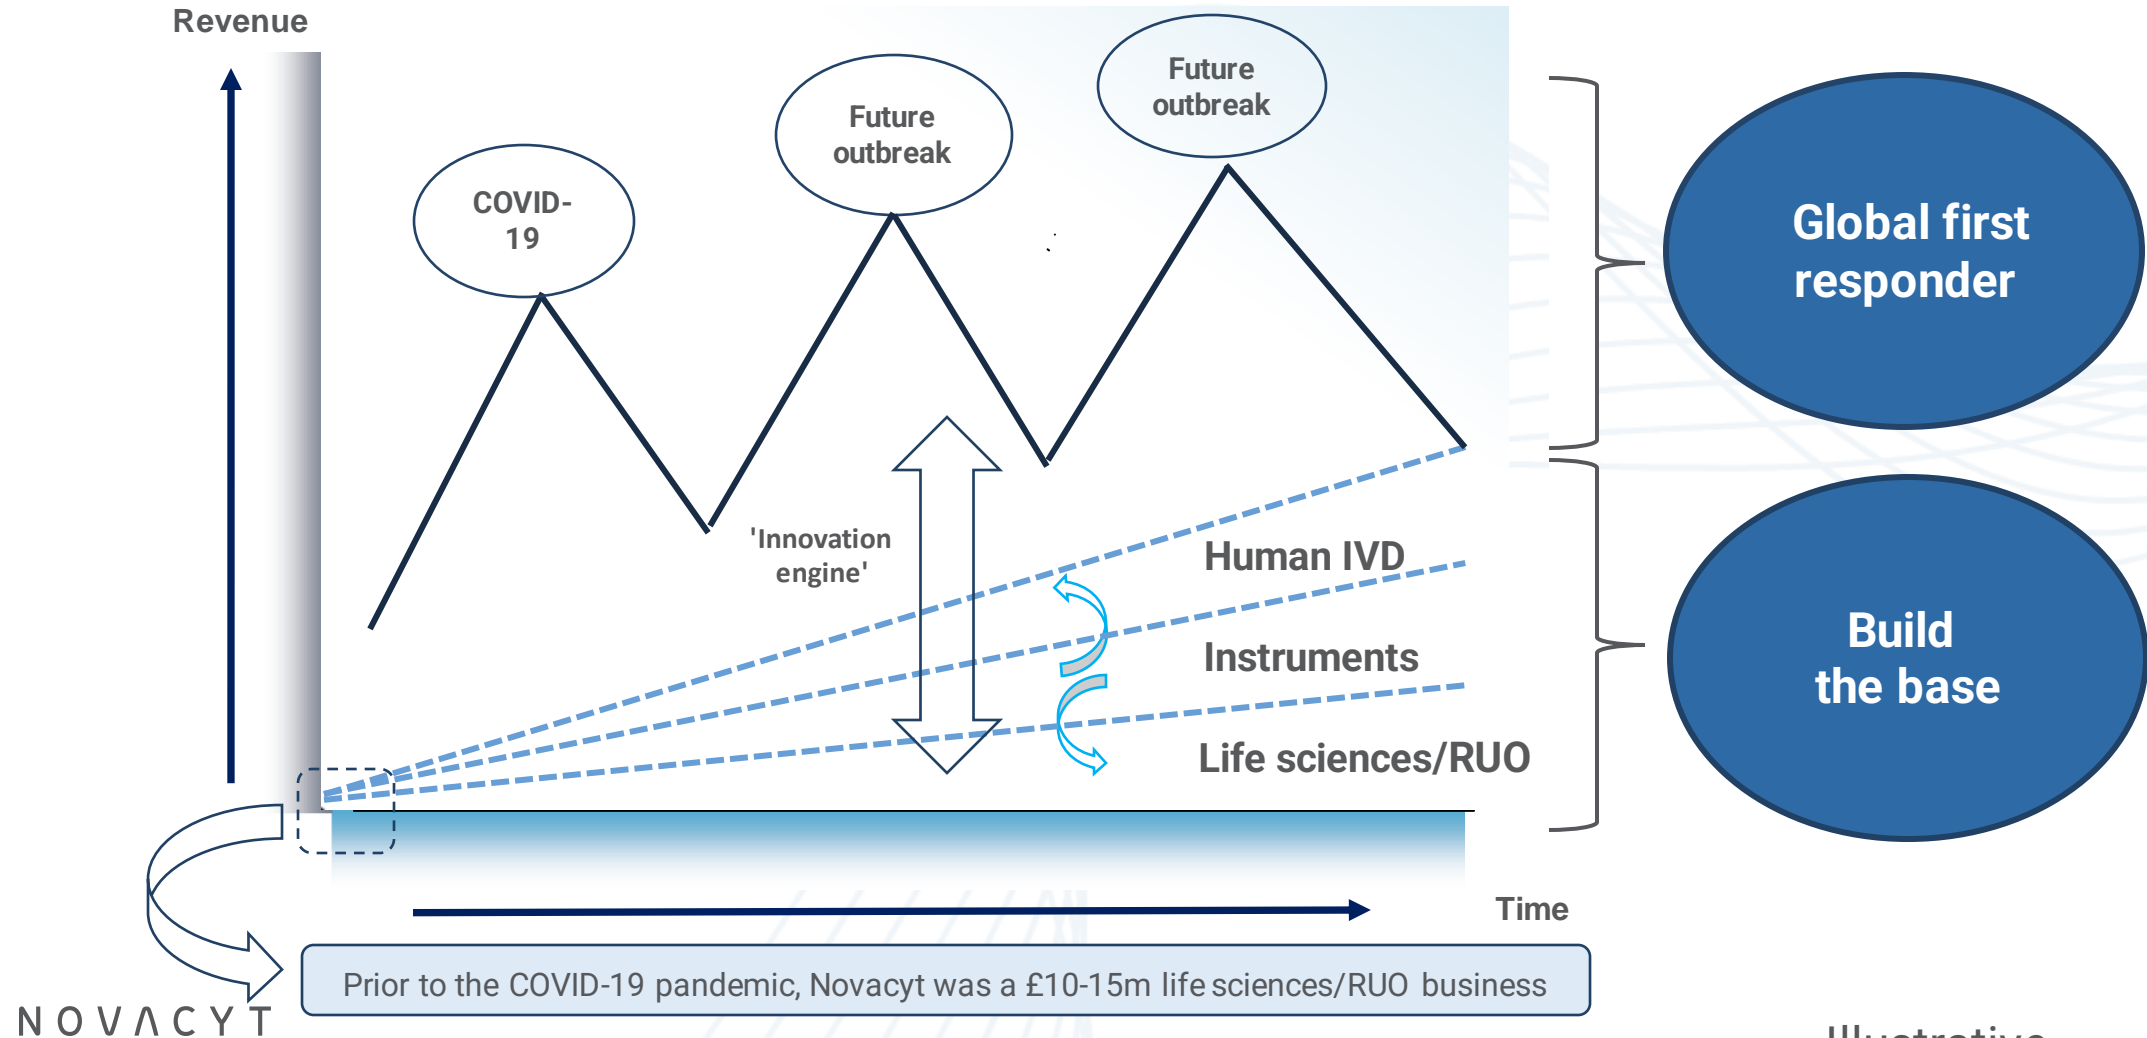 Revenue
Future
outbreak
Future
outbreak
COVID-
19
Global first
responder
'Innovation
engine'
Human IVD
Instruments
Life sciences/RUO
Build
the base
Time
Prior to the COVID-19 pandemic, Novacyt was a £10-15m life sciences/RUO business
NOVACYT
Illustrative